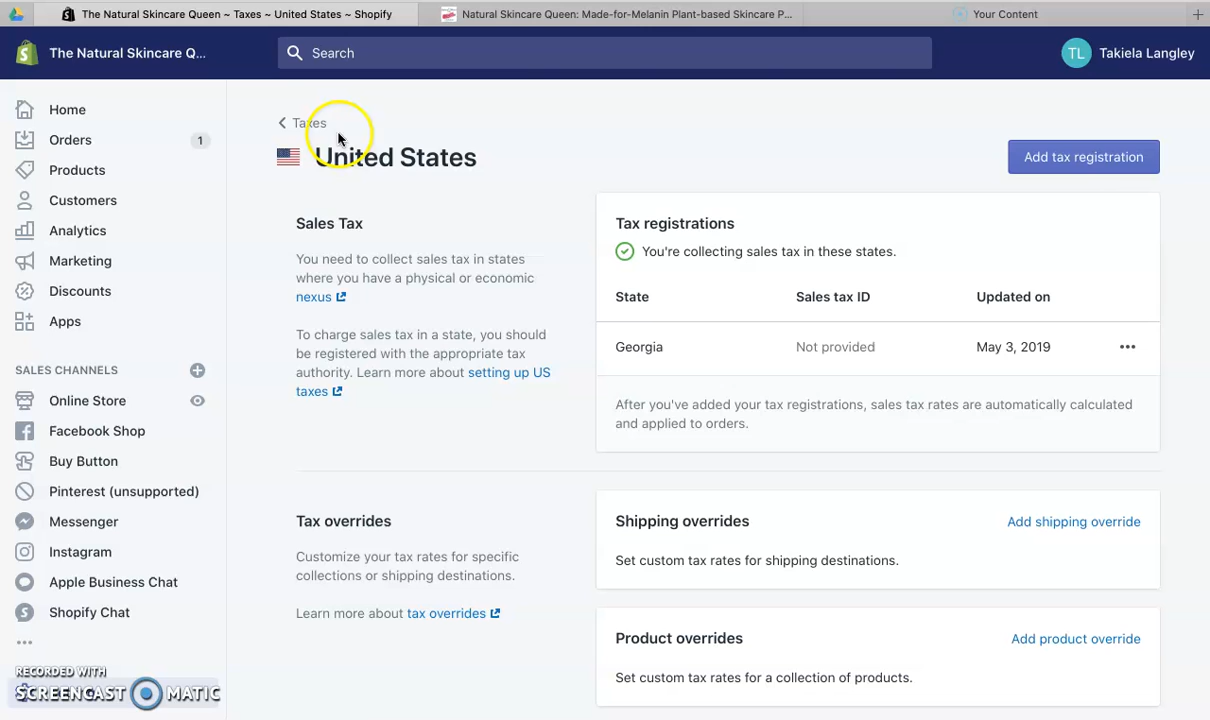 The Natural Skincare Queen ~ Taxes ~ United States ~ Shopify
Natural Skincare Queen: Made-for-Melanin Plant-based Skincare P...
Your Content
The Natural Skincare Q...
Search
TL
Takiela Langley
Home
Orders
1
Products
Customers
Analytics
Marketing
Discounts
Apps
SALES CHANNELS
Online Store
Facebook Shop
Buy Button
Pinterest (unsupported)
Messenger
Instagram
Apple Business Chat
Shopify Chat
RECORDED WITH
SCREENCAST MATIC
Taxes
United States
Add tax registration
Sales Tax
You need to collect sales tax in states
where you have a physical or economic
nexus
To charge sales tax in a state, you should
be registered with the appropriate tax
authority. Learn more about setting up US
taxes
Tax registrations
You're collecting sales tax in these states.
State Sales tax ID Updated on
Georgia Not provided May 3, 2019
After you've added your tax registrations, sales tax rates are automatically calculated
and applied to orders.
Tax overrides
Customize your tax rates for specific
collections or shipping destinations.
Learn more about tax overrides
Shipping overrides
Add shipping override
Set custom tax rates for shipping destinations.
Product overrides
Add product override
Set custom tax rates for a collection of products.